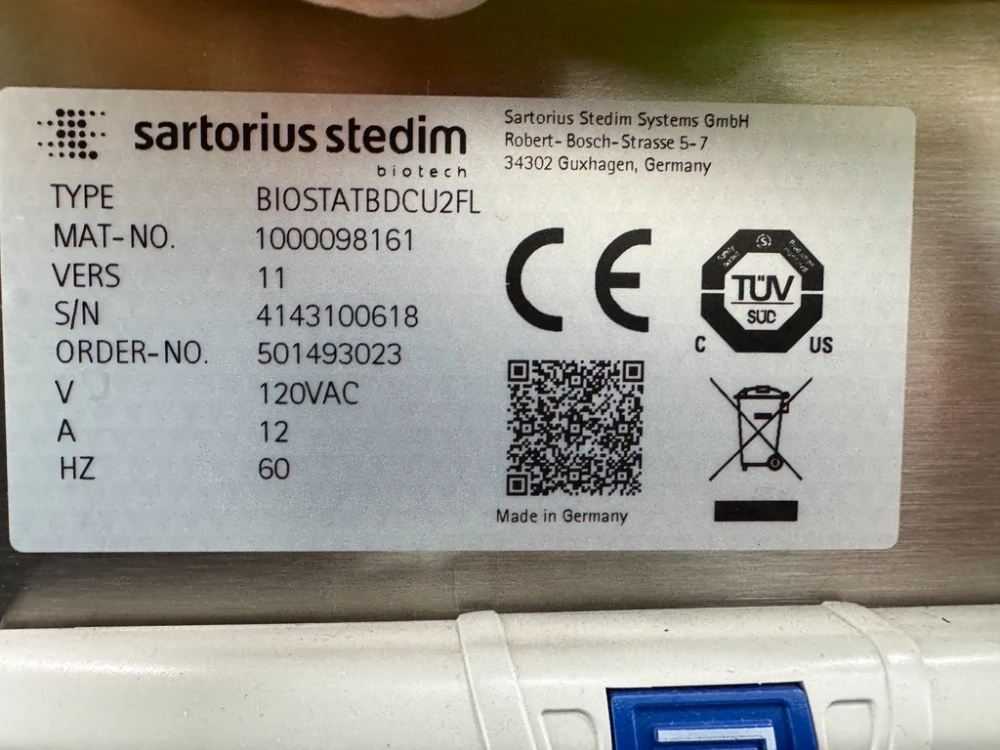 sartorius stedim
biotech
Sartorius Stedim Systems GmbH
Robert-Bosch-Strasse 5-7
34302 Guxhagen, Germany
TYPE BIOSTATBDCU2FL
MAT-NO. 1000098161
VERS 11
S/N 4143100618
ORDER-NO. 501493023
V 120VAC
A 12
HZ 60
CE
TÜV
SÜD
C US
Made in Germany